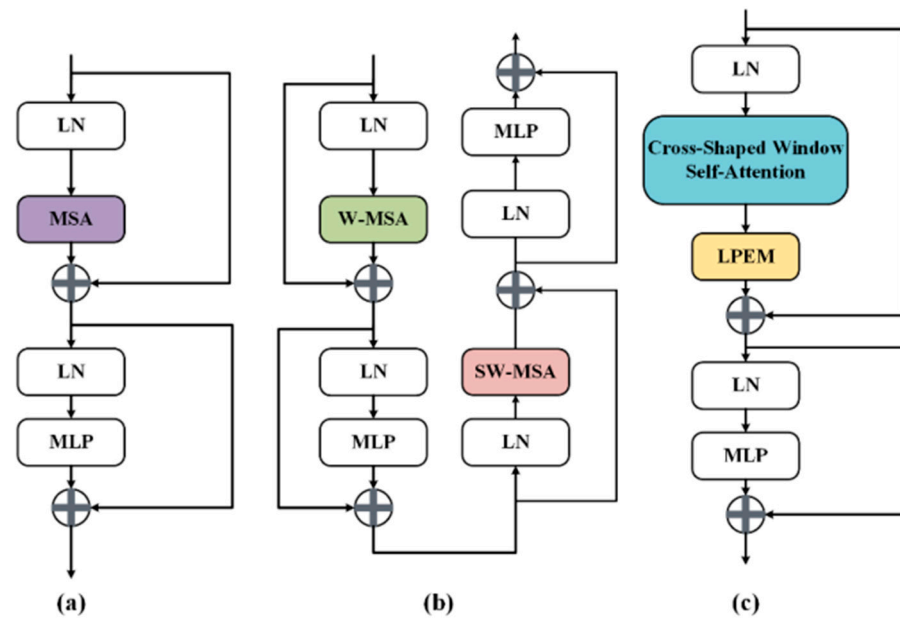 LN
MSA
LN
MLP
(a)
LN
W-MSA
LN
MLP
MLP
LN
SW-MSA
LN
(b)
LN
Cross-Shaped Window
Self-Attention
LPEM
LN
MLP
(c)